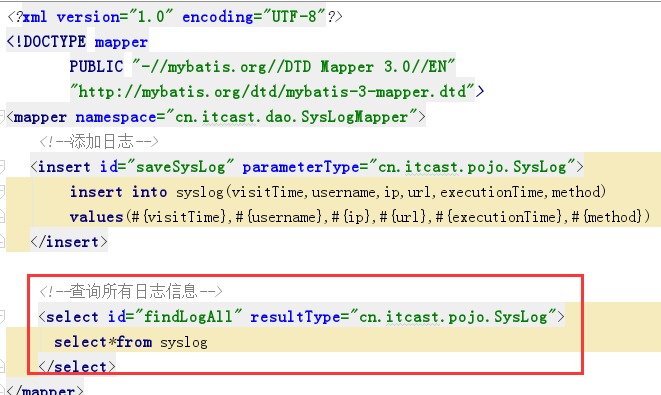 <?xml version="1.0" encoding="UTF-8"?>
<!DOCTYPE mapper
PUBLIC "-//mybatis.org//DTD Mapper 3.0//EN"
"http://mybatis.org/dtd/mybatis-3-mapper.dtd">
<mapper namespace="cn.itcast.dao.SysLogMapper">
<!--添加日志-->
<insert id="saveSysLog" parameterType="cn.itcast.pojo.SysLog">
insert into syslog(visitTime,username,ip,url,executionTime,method)
values(#{visitTime},#{username},#{ip},#{url},#{executionTime},#{method})
</insert>
<!--查询所有日志信息-->
<select id="findLogAll" resultType="cn.itcast.pojo.SysLog">
select*from syslog
</select>
</mapper>